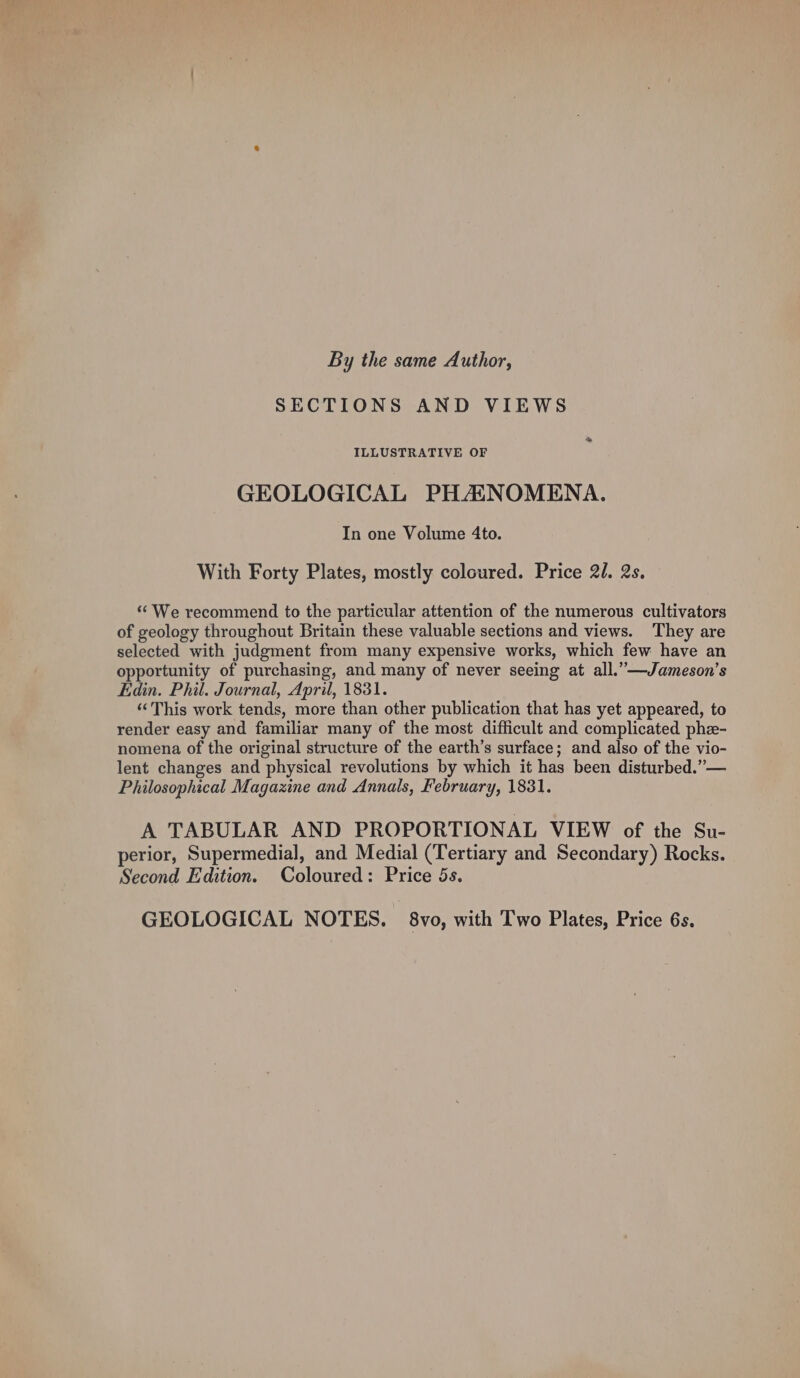 By the same Author,
SECTIONS AND VIEWS
ILLUSTRATIVE OF
GEOLOGICAL PHÆNOMENA.
In one Volume 4to.
With Forty Plates, mostly coloured. Price 2l. 2s.
“We recommend to the particular attention of the numerous cultivators
of geology throughout Britain these valuable sections and views. They are
selected with judgment from many expensive works, which few have an
opportunity of purchasing, and many of never seeing at all.”—Jameson’s
Edin. Phil. Journal, April, 1831.
“This work tends, more than other publication that has yet appeared, to
render easy and familiar many of the most difficult and complicated phæ-
nomena of the original structure of the earth’s surface; and also of the vio-
lent changes and physical revolutions by which it has been disturbed.”—
Philosophical Magazine and Annals, February, 1831.
A TABULAR AND PROPORTIONAL VIEW of the Su-
perior, Supermedial, and Medial (Tertiary and Secondary) Rocks.
Second Edition. Coloured: Price 5s.
GEOLOGICAL NOTES. 8vo, with Two Plates, Price 6s.